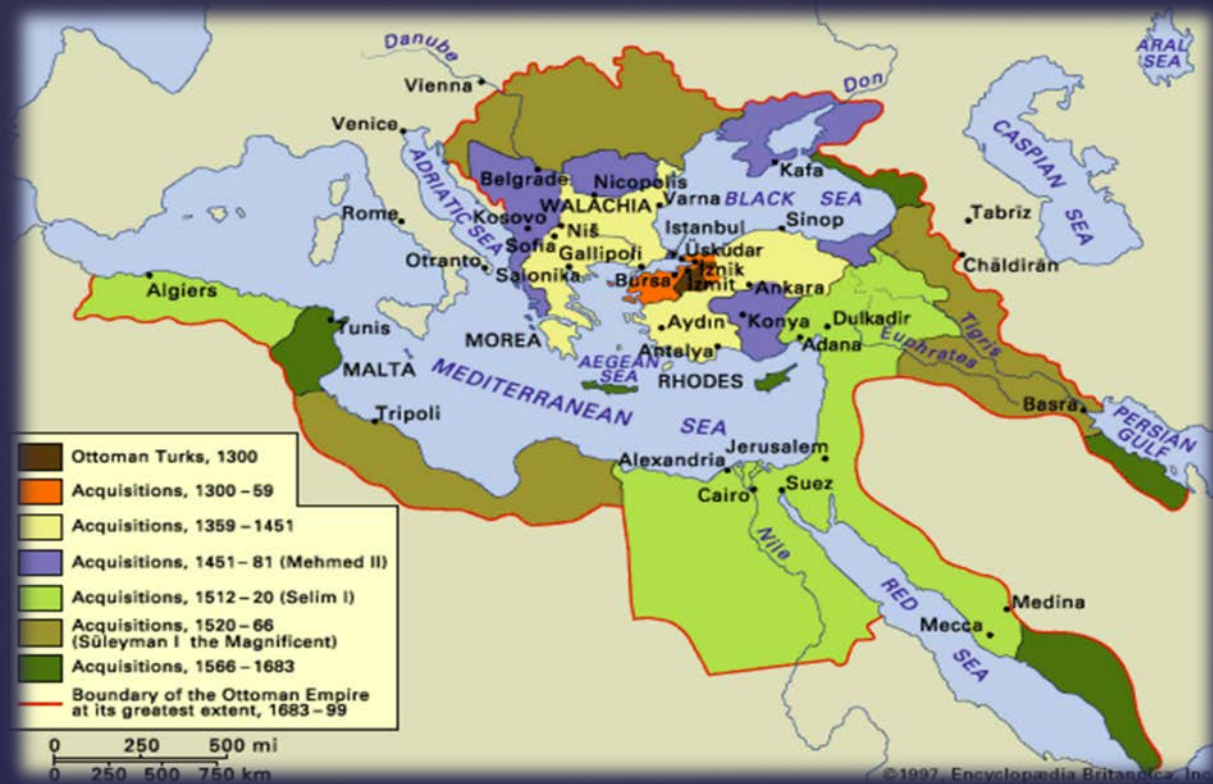 Danube
Vienna
Venice
ADRIATIC SEA
Rome
Otranto
Belgrade
Nicopolis
WALACHIA
Varna
Kosovo
Niš
Sofia
Gallipoli
Salonika
Istanbul
Üsküdar
İznik
İzmit
Bursa
Ankara
Don
Kafa
BLACK SEA
Sinop
ARAL
SEA
CASPIAN
SEA
Tabrīz
Chāldirān
Algiers
Tunis
MALTA
MOREA
AEGEAN
SEA
Aydın
Antalya
Konya
Dulkadir
Adana
RHODES
Tigris
Euphrates
Basra
PERSIAN
GULF
MEDITERRANEAN
SEA
Tripoli
Jerusalem
Alexandria
Cairo
Suez
Nile
RED
SEA
Medina
Mecca
Ottoman Turks, 1300
Acquisitions, 1300–59
Acquisitions, 1359–1451
Acquisitions, 1451–81 (Mehmed II)
Acquisitions, 1512–20 (Selim I)
Acquisitions, 1520–66
(Süleyman I the Magnificent)
Acquisitions, 1566–1683
Boundary of the Ottoman Empire
at its greatest extent, 1683–99
0 250 500 mi
0 250 500 750 km
©1997, Encyclopædia Britannica, Inc